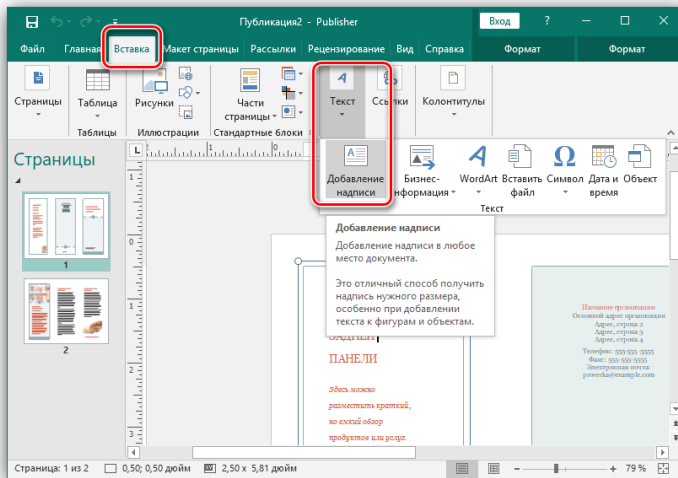 Публикация2 - Publisher
Вход
?
Файл Главная Вставка Макет страницы Рассылки Рецензирование Вид Справка Формат Формат
Страницы
Таблица
Рисунки
Части
страницы
Текст
Ссылки
Колонтитулы
Таблицы
Иллюстрации
Стандартные блоки
Добавление
надписи
Бизнес-
нформация
WordArt
Вставить
файл
Символ
Дата и
время
Объект
Текст
Страницы
1
2
Добавление надписи
Добавление надписи в любое
место документа.
Это отличный способ получить
надпись нужного размера,
особенно при добавлении
текста к фигурам и объектам.
ЗАДНЕЙ
ПАНЕЛИ
Здесь можно
разместить краткий,
но емкий обзор
продуктов или услуг.
Название организации
Основной адрес организации
Адрес, строка 2
Адрес, строка 3
Адрес, строка 4
Телефон: 555-555-5555
Факс: 555-555-5555
Электронная почта:
proverka@example.com
Страница: 1 из 2 0,50; 0,50 дюйм 2,50 x 5,81 дюйм 79 %